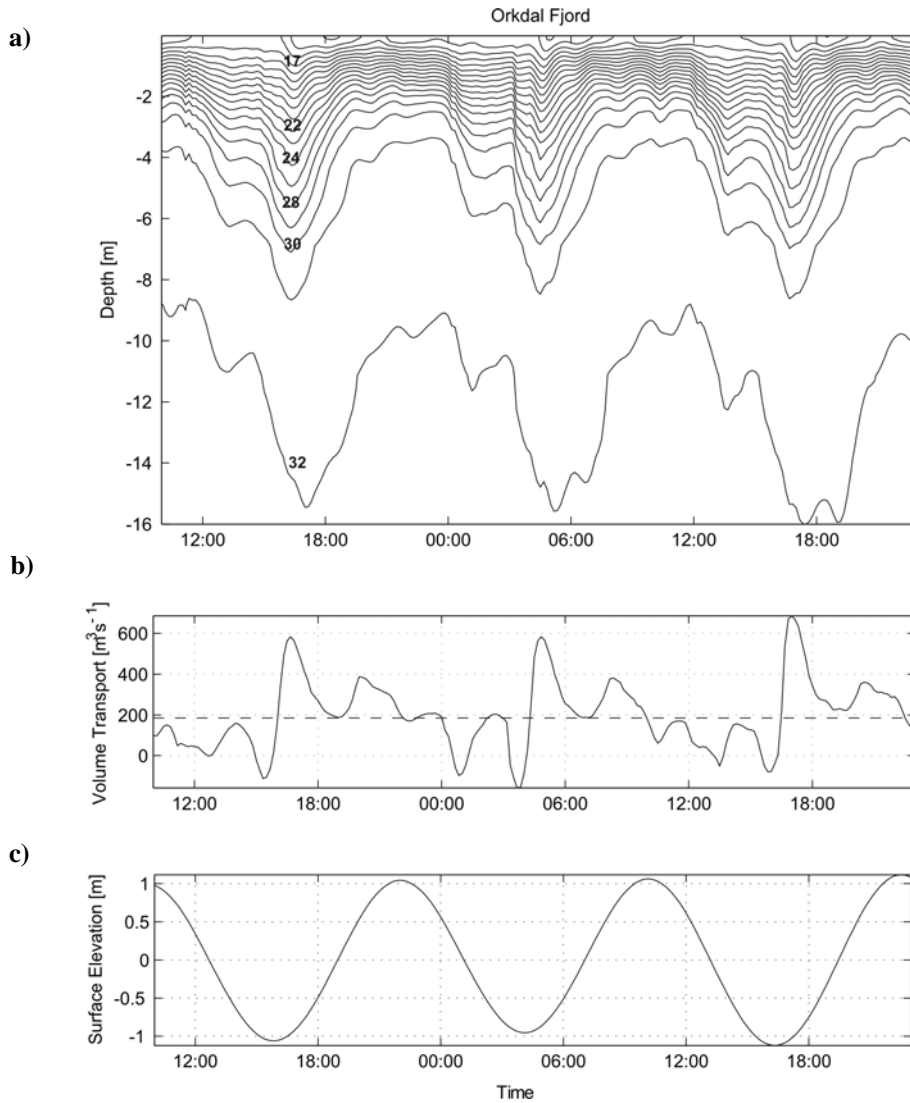 Orkdal Fjord
a)
17
22
24
28
30
32
-2
-4
-6
-8
-10
-12
-14
-16
Depth [m]
12:00 18:00 00:00 06:00 12:00 18:00
b)
600
400
200
0
Volume Transport [m³s⁻¹]
12:00 18:00 00:00 06:00 12:00 18:00
c)
1
0.5
0
-0.5
-1
Surface Elevation [m]
12:00 18:00 00:00 06:00 12:00 18:00
Time